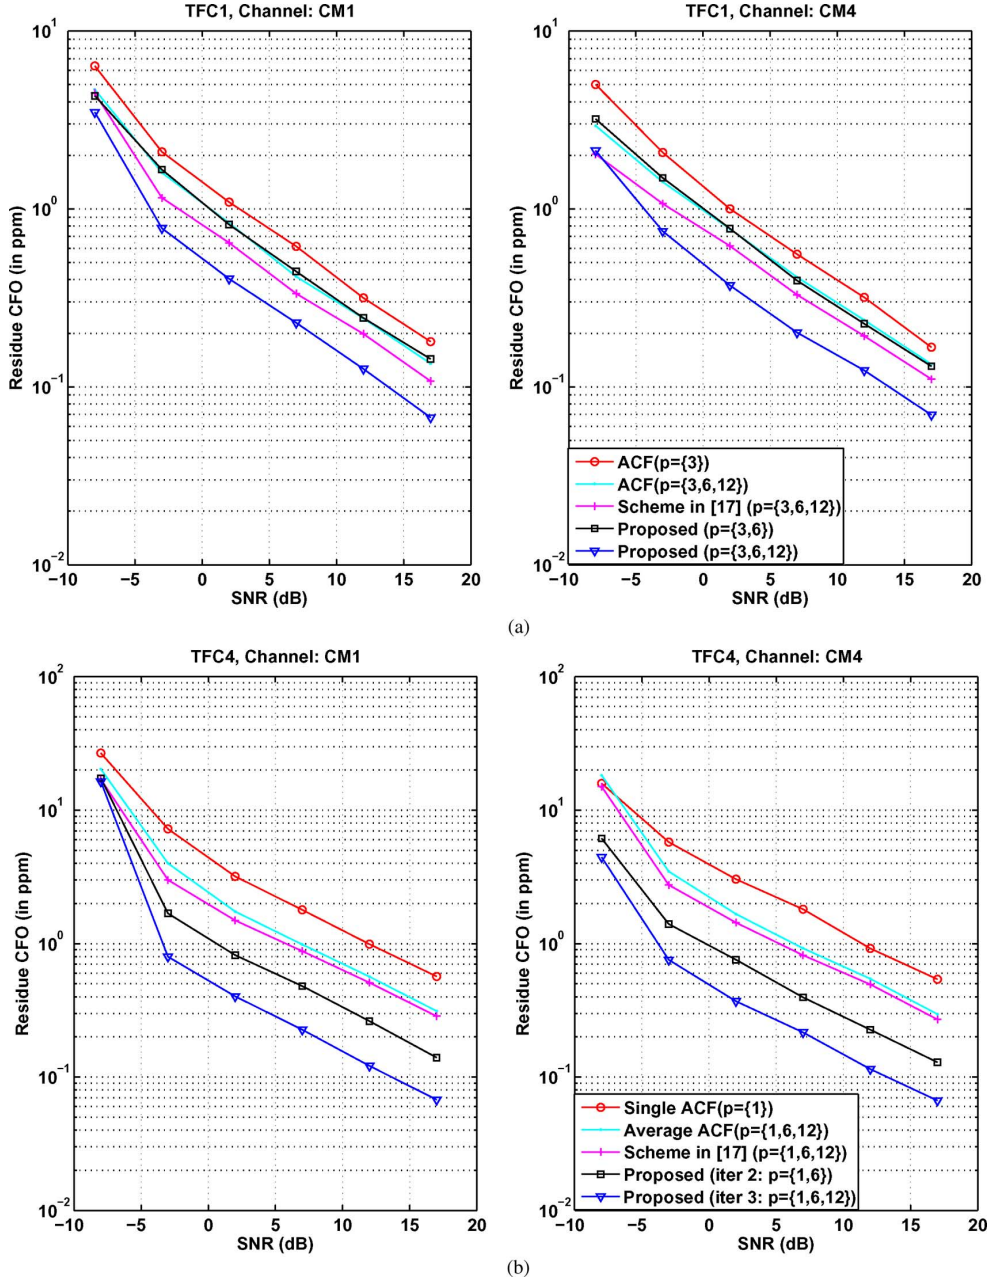 TFC1, Channel: CM1
10^1
10^0
10^−1
10^−2
Residue CFO (in ppm)
−10 −5 0 5 10 15 20
SNR (dB)
TFC1, Channel: CM4
10^1
10^0
10^−1
10^−2
Residue CFO (in ppm)
ACF(p={3})
ACF(p={3,6,12})
Scheme in [17] (p={3,6,12})
Proposed (p={3,6})
Proposed (p={3,6,12})
−10 −5 0 5 10 15 20
SNR (dB)
(a)
TFC4, Channel: CM1
10^2
10^1
10^0
10^−1
10^−2
Residue CFO (in ppm)
−10 −5 0 5 10 15 20
SNR (dB)
TFC4, Channel: CM4
10^2
10^1
10^0
10^−1
10^−2
Residue CFO (in ppm)
Single ACF(p={1})
Average ACF(p={1,6,12})
Scheme in [17] (p={1,6,12})
Proposed (iter 2: p={1,6})
Proposed (iter 3: p={1,6,12})
−10 −5 0 5 10 15 20
SNR (dB)
(b)